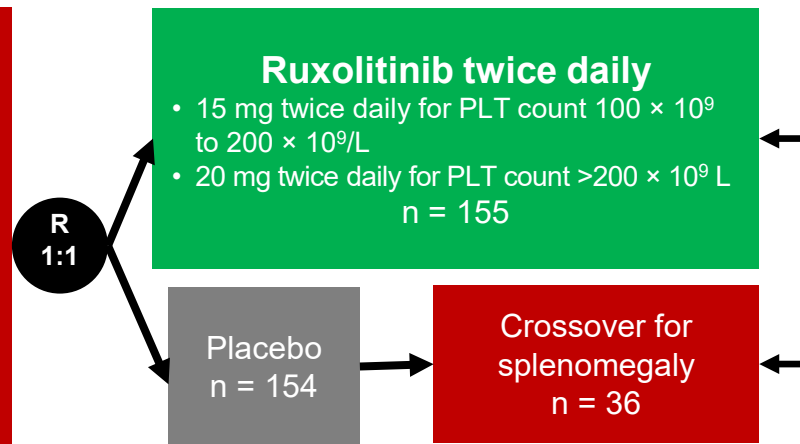 Ruxolitinib twice daily
• 15 mg twice daily for PLT count 100 × 10⁹
to 200 × 10⁹/L
• 20 mg twice daily for PLT count >200 × 10⁹ L
n = 155
R
1:1
Placebo
n = 154
Crossover for
splenomegaly
n = 36